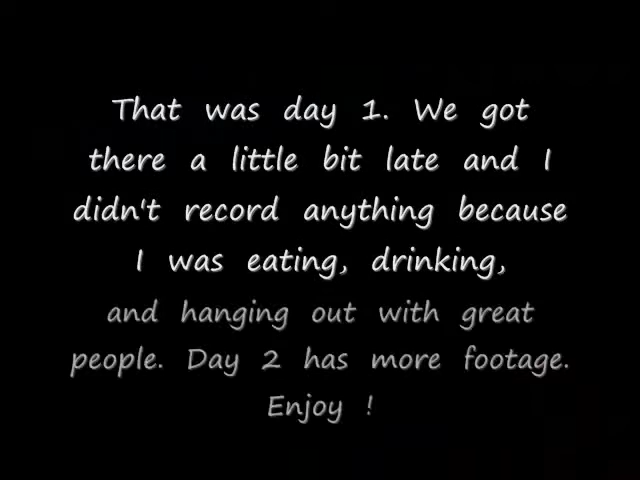 That was day 1. We got
there a little bit late and I
didn't record anything because
I was eating, drinking,
and hanging out with great
people. Day 2 has more footage.
Enjoy !